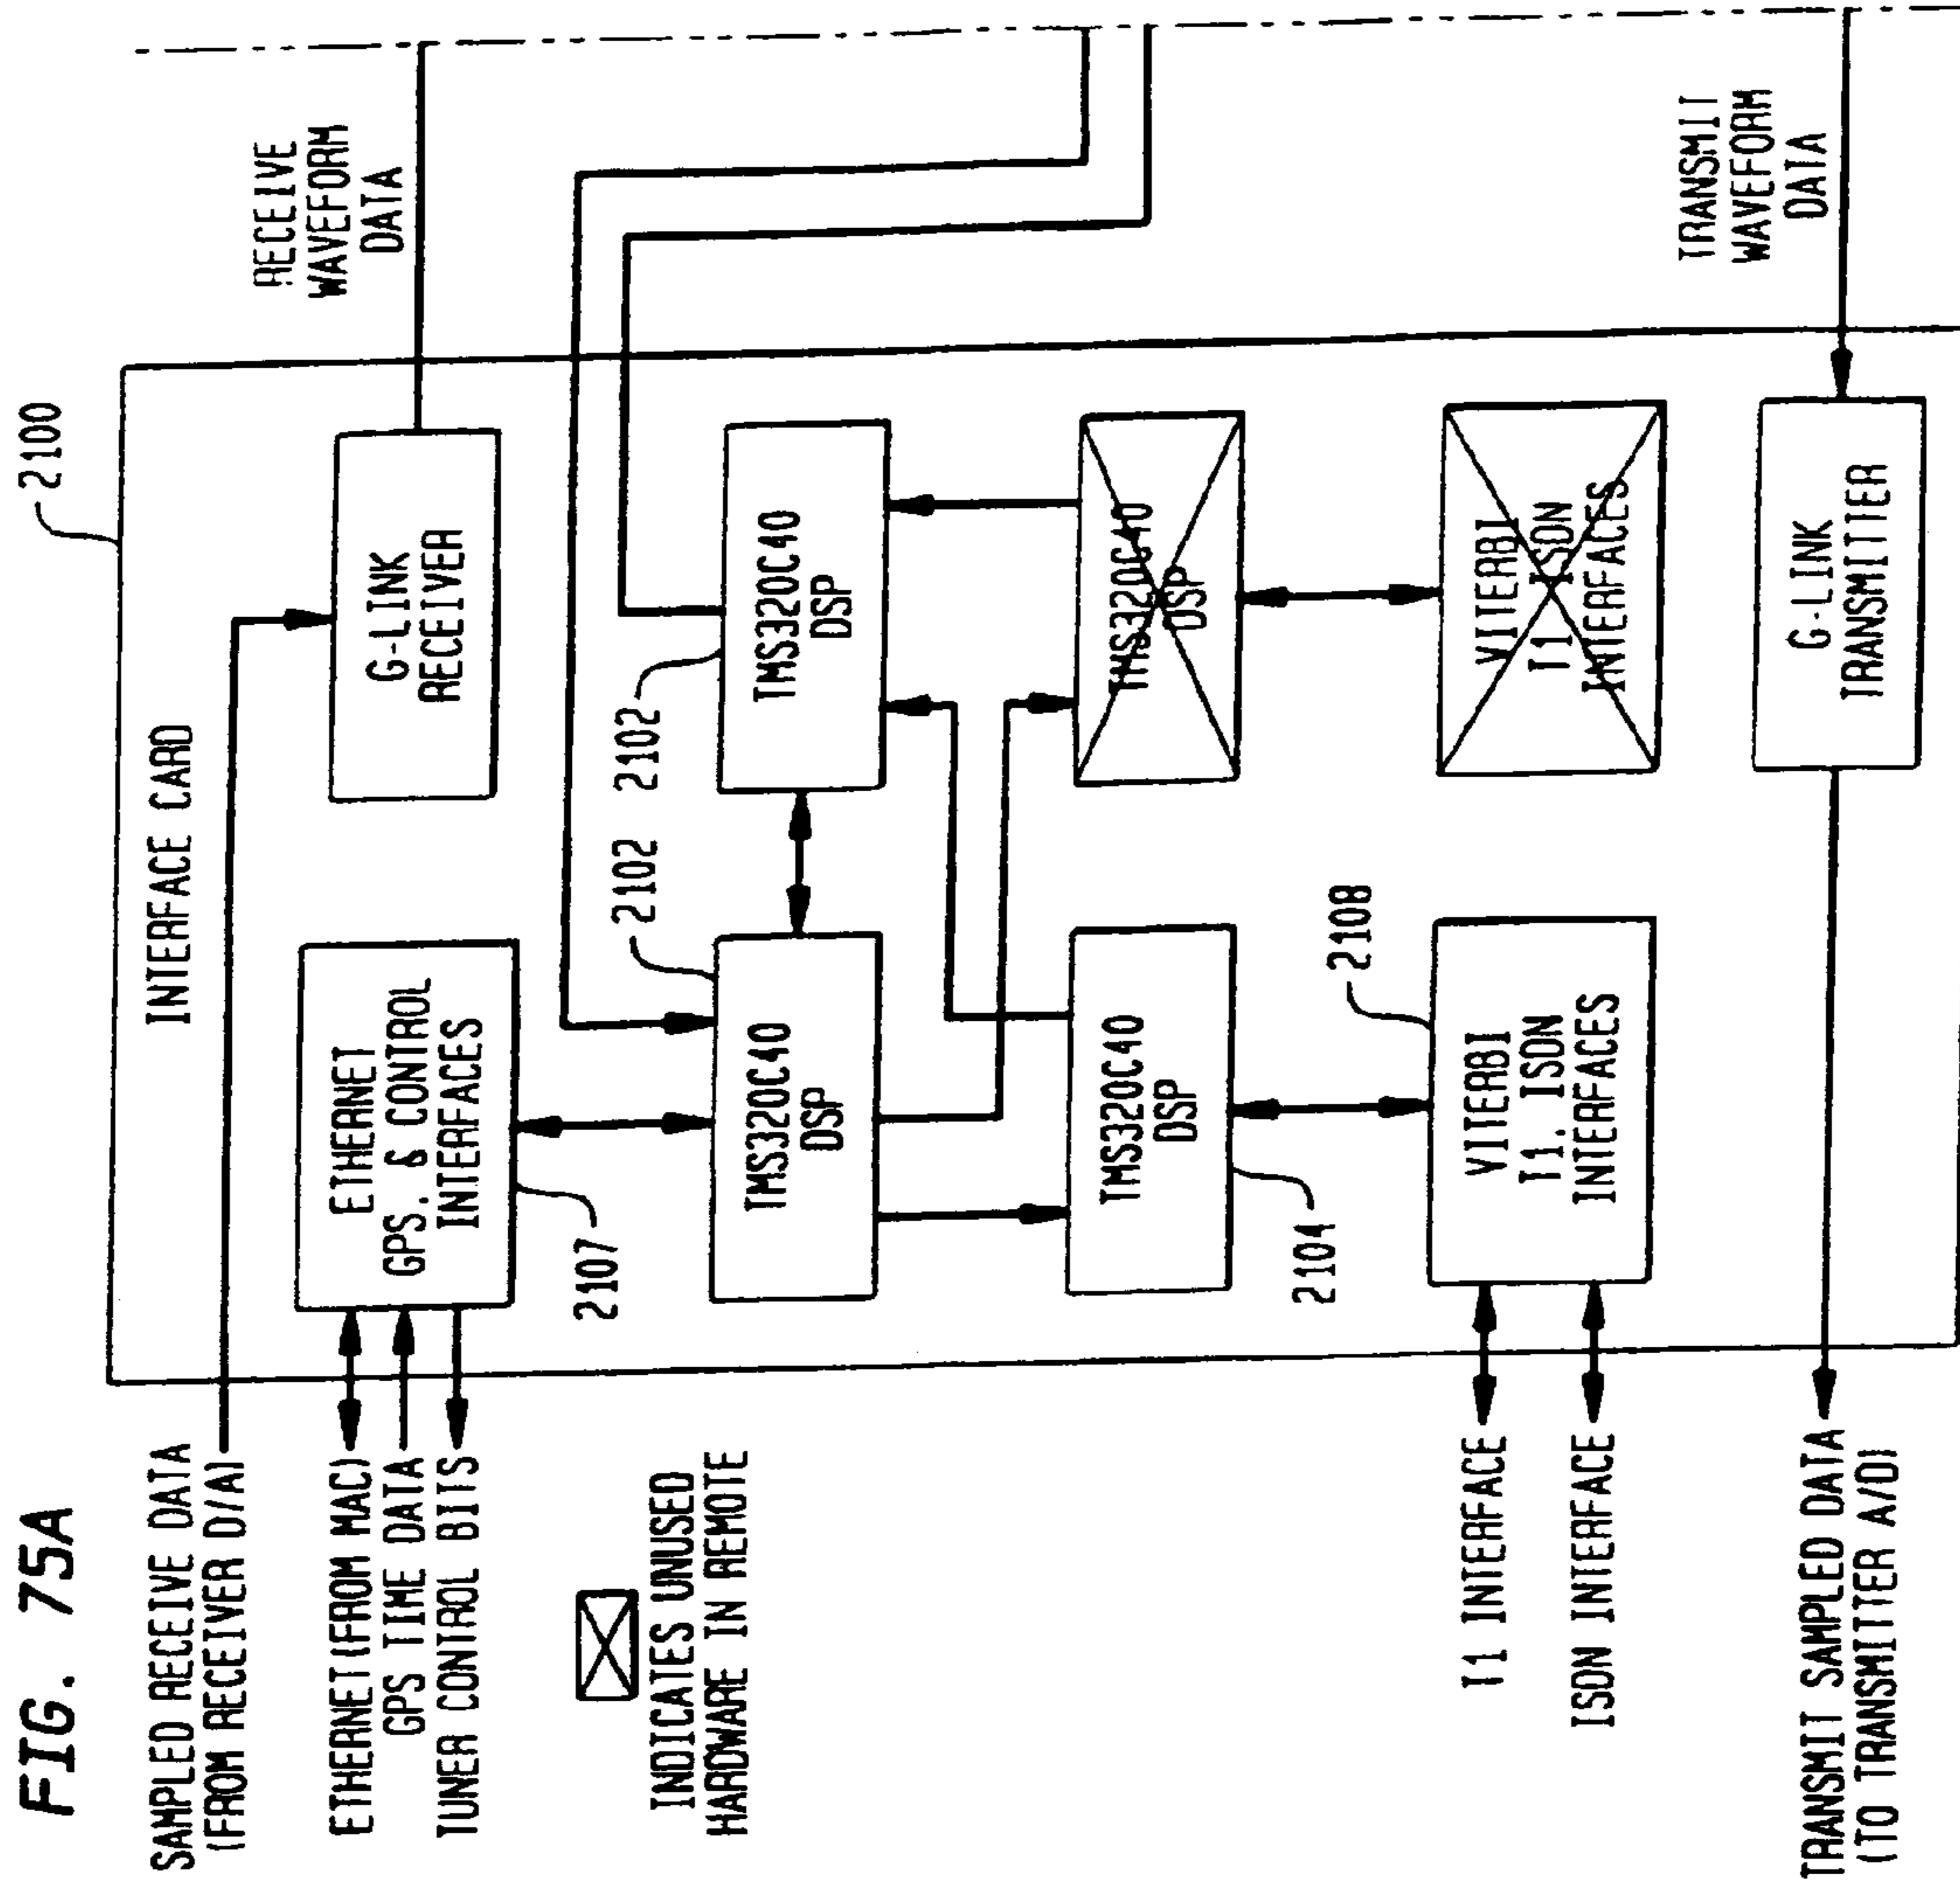 FIG. 75A
2100
INTERFACE CARD
SAMPLED RECEIVE DATA
(FROM RECEIVER D/A)
RECEIVE
WAVEFORM
DATA
G-LINK
RECEIVER
ETHERNET
GPS, & CONTROL
INTERFACES
ETHERNET(FROM MAC)
GPS TIME DATA
TUNER CONTROL BITS
2107
2102
2102
TMS320C40
DSP
TMS320C40
DSP
INDICATES UNUSED
HARDWARE IN REMOTE
TMS320C40
DSP
TMS320C40
DSP
2104
2108
VITERBI
T1, ISDN
INTERFACES
VITERBI
T1 ISDN
INTERFACES
T1 INTERFACE
ISDN INTERFACE
G-LINK
TRANSMITTER
TRANSMIT
WAVEFORM
DATA
TRANSMIT SAMPLED DATA
(TO TRANSMITER A/D)